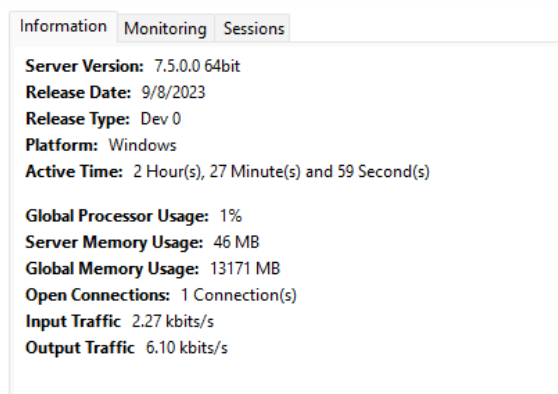 Information Monitoring Sessions
Server Version: 7.5.0.0 64bit
Release Date: 9/8/2023
Release Type: Dev 0
Platform: Windows
Active Time: 2 Hour(s), 27 Minute(s) and 59 Second(s)
Global Processor Usage: 1%
Server Memory Usage: 46 MB
Global Memory Usage: 13171 MB
Open Connections: 1 Connection(s)
Input Traffic 2.27 kbits/s
Output Traffic 6.10 kbits/s